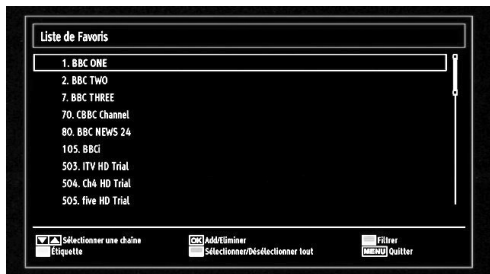 Liste de Favoris
1. BBC ONE
2. BBC TWO
7. BBC THREE
70. CBBC Channel
80. BBC NEWS 24
105. BBCi
503. ITV HD Trial
504. Ch4 HD Trial
505. five HD Trial
Sélectionner une chaîne OK Add/Eliminer Filtrer
Étiquette Sélectionner/Désélectionner tout MENU Quitter